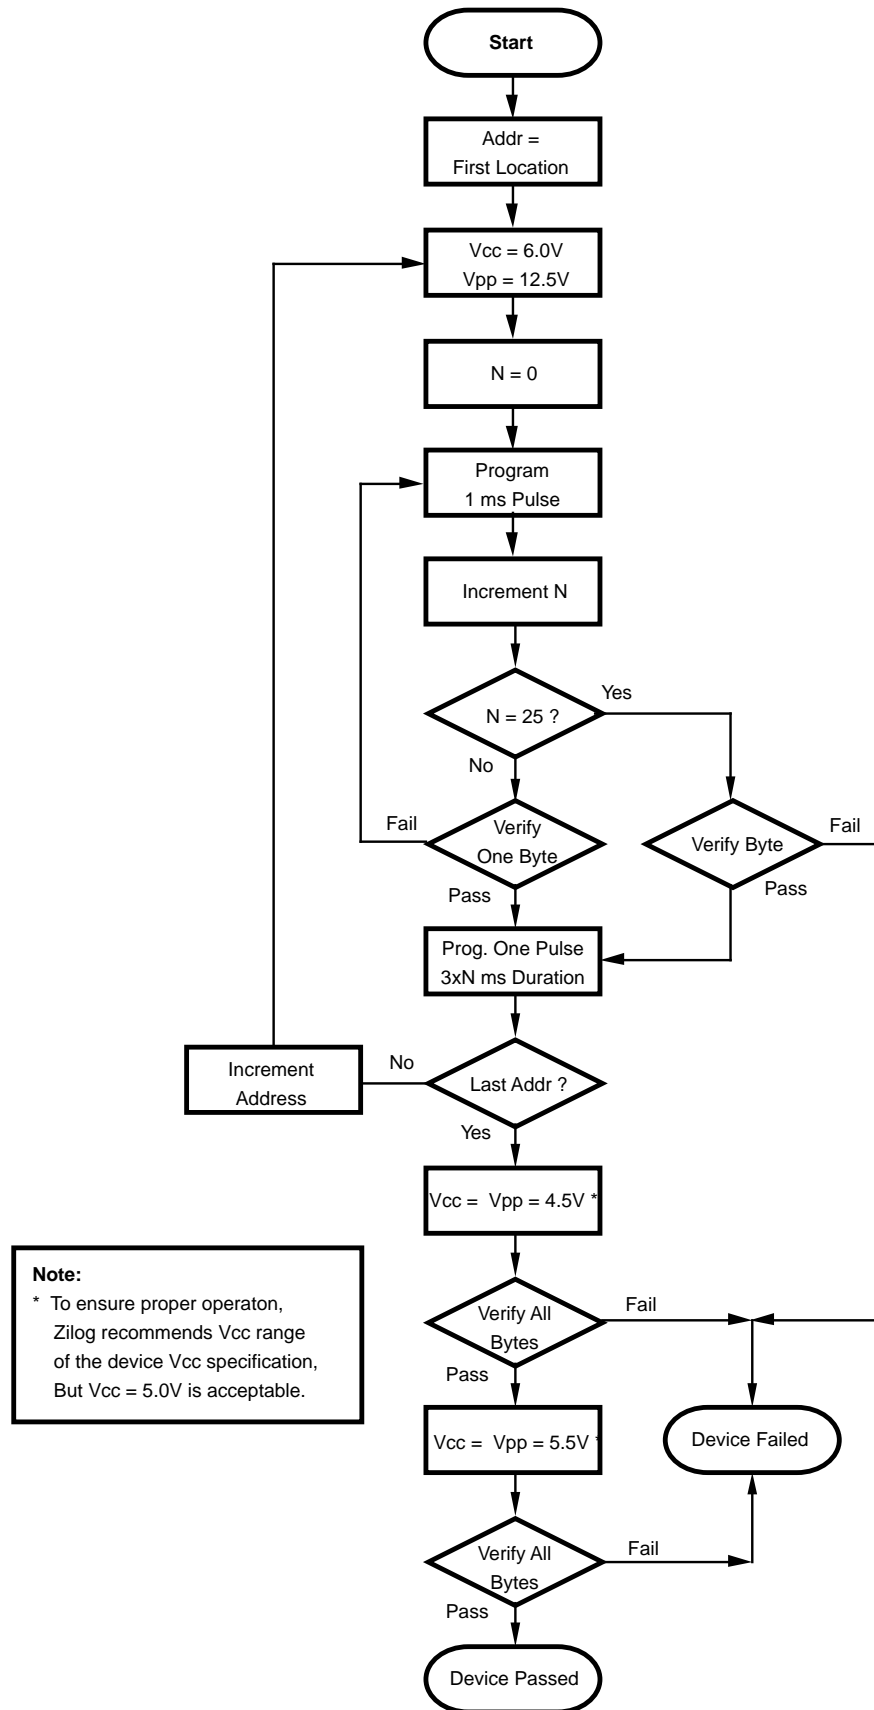 Start
Addr =
First Location
Vcc = 6.0V
Vpp = 12.5V
N = 0
Program
1 ms Pulse
Increment N
N = 25 ?
Yes
No
Verify
One Byte
Fail
Pass
Verify Byte
Fail
Pass
Prog. One Pulse
3xN ms Duration
Last Addr ?
No
Increment
Address
Yes
Vcc = Vpp = 4.5V *
Verify All
Bytes
Fail
Pass
Note:
* To ensure proper operaton,
Zilog recommends Vcc range
of the device Vcc specification,
But Vcc = 5.0V is acceptable.
Vcc = Vpp = 5.5V *
Device Failed
Verify All
Bytes
Fail
Pass
Device Passed